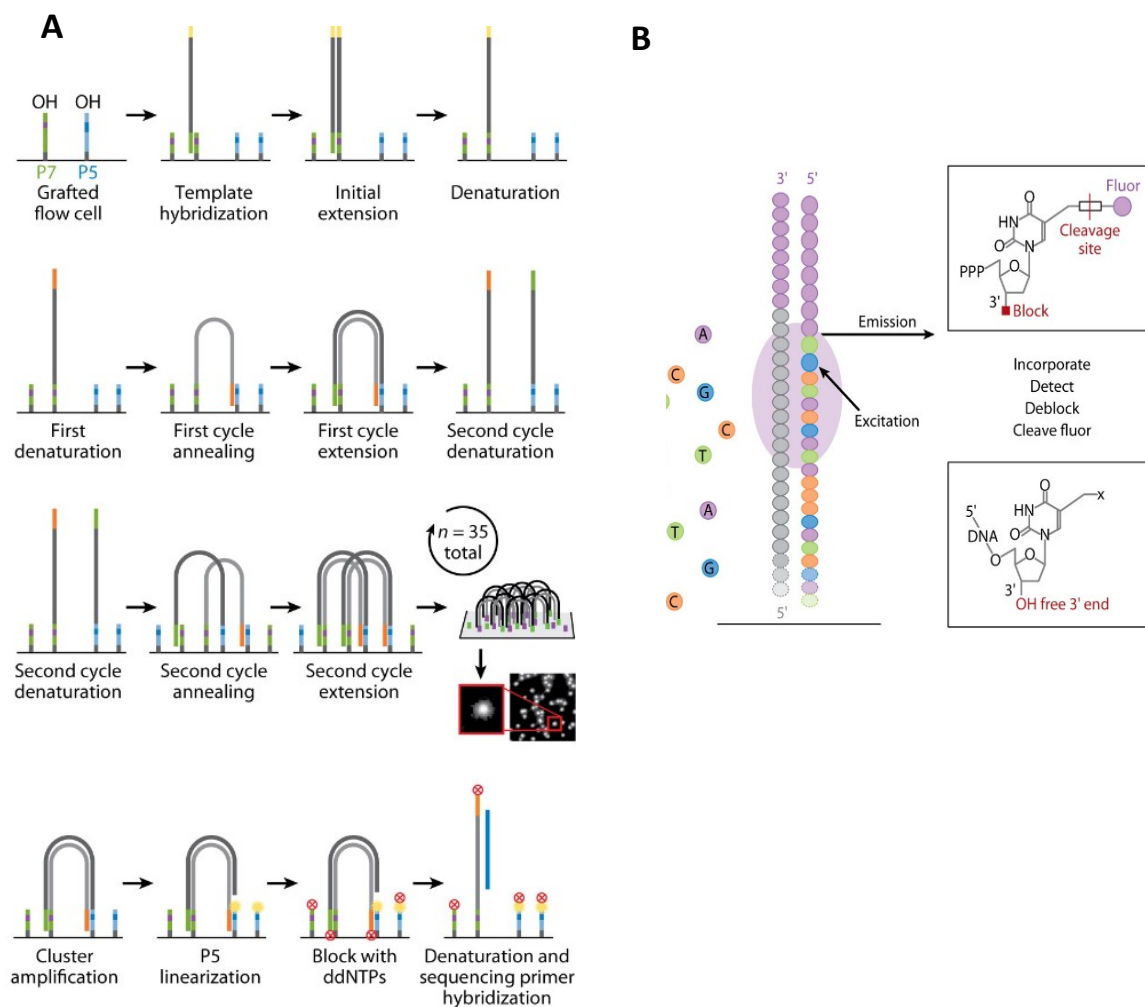 A
OH OH
P7 P5
Grafted
flow cell
Template
hybridization
Initial
extension
Denaturation
First
denaturation
First cycle
annealing
First cycle
extension
Second cycle
denaturation
n = 35
total
Second cycle
denaturation
Second cycle
annealing
Second cycle
extension
Cluster
amplification
P5
linearization
Block with
ddNTPs
Denaturation and
sequencing primer
hybridization
B
3' 5'
A
C
G
C
T
A
T
G
C
5'
Emission
Excitation
Fluor
O
HN
Cleavage
site
O
N
PPP
O
3'
Block
Incorporate
Detect
Deblock
Cleave fluor
O
x
5'
HN
DNA
O
N
O
O
3'
OH free 3' end